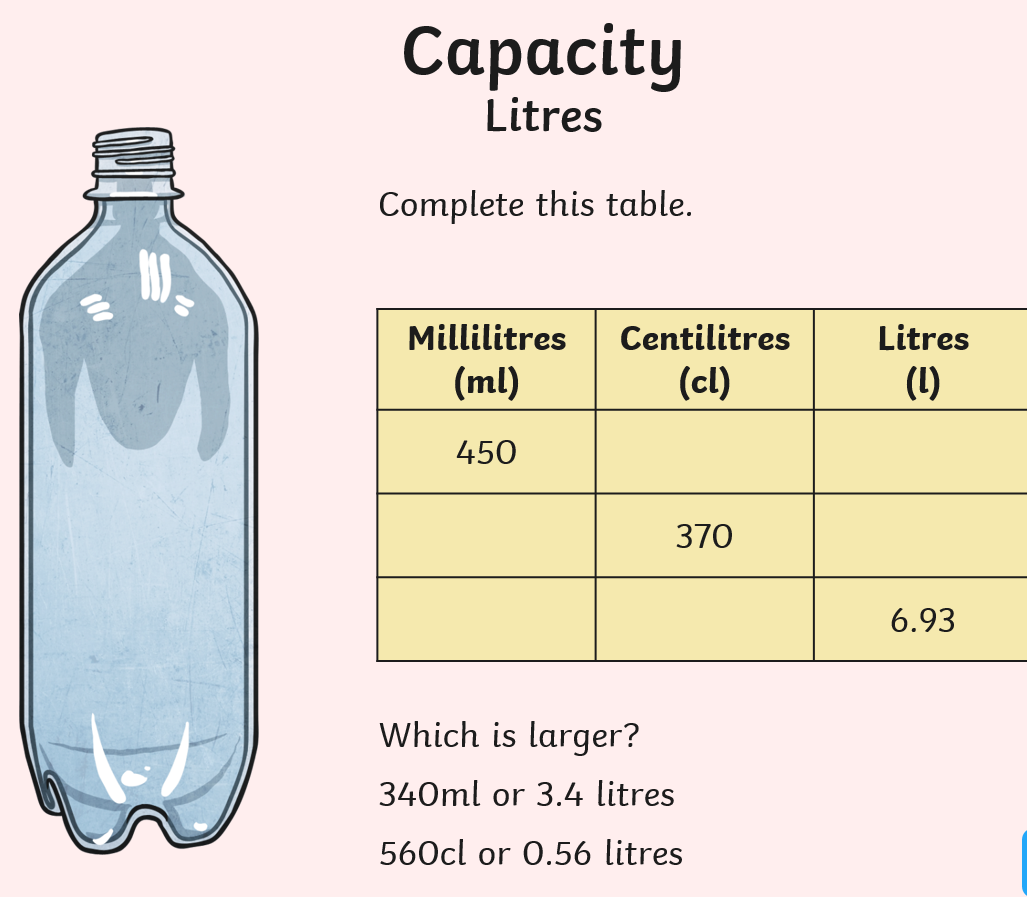 Capacity
Litres
Complete this table.
Millilitres Centilitres Litres
(ml) (cl) (l)
450
370
6.93
Which is larger?
340ml or 3.4 litres
560cl or 0.56 litres